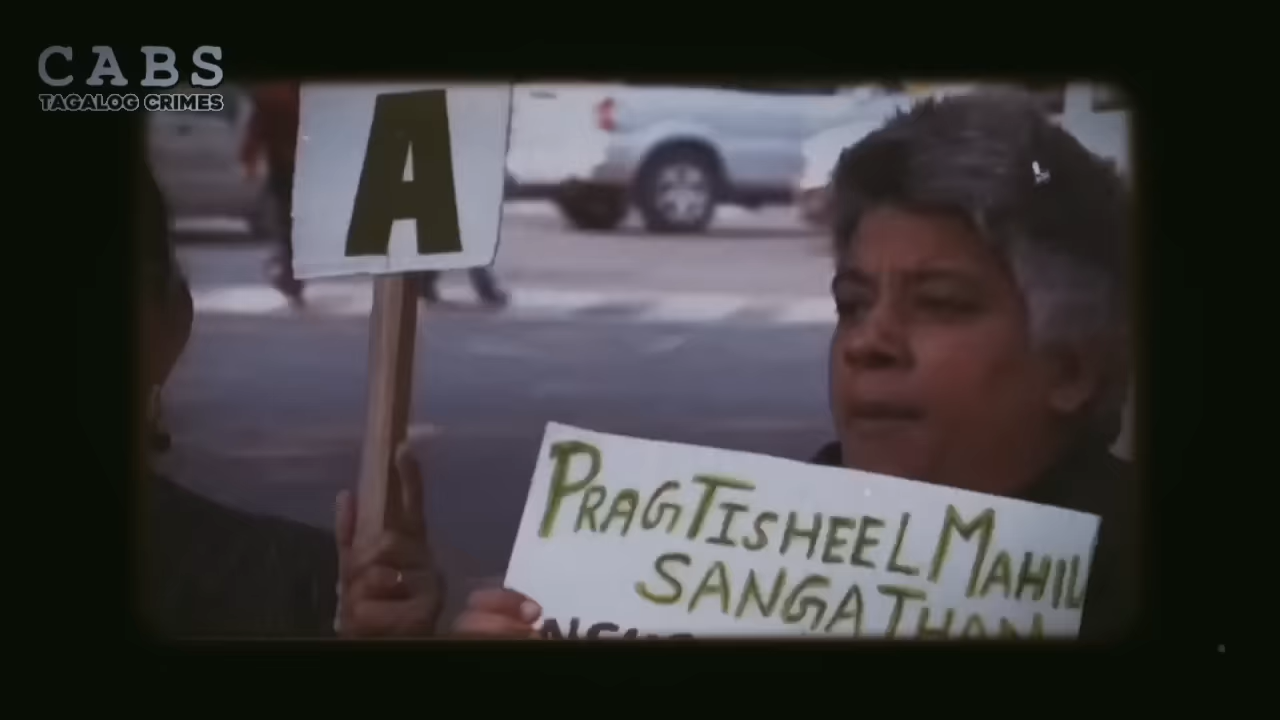 CABS
TAGALOG CRIMES
A
PRAGTISHEEL MAHIL
SANGATHAN